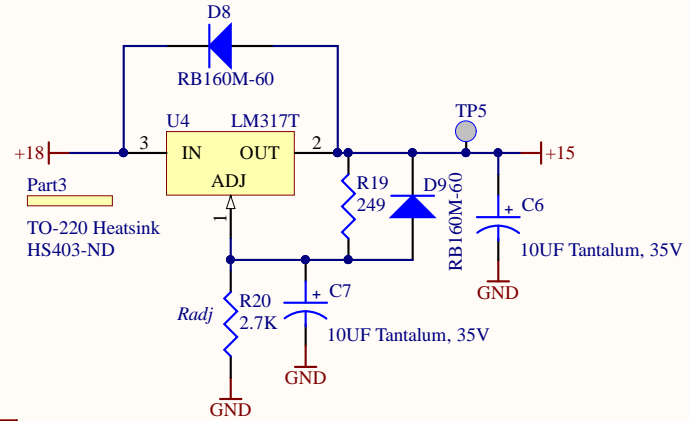 D8
RB160M-60
TP5
U4 LM317T
+18 3 IN OUT 2 +15
ADJ
1
Part3
TO-220 Heatsink
HS403-ND
R19
249
D9
RB160M-60
C6
10UF Tantalum, 35V
GND
Radj
R20
2.7K
C7
10UF Tantalum, 35V
GND
GND